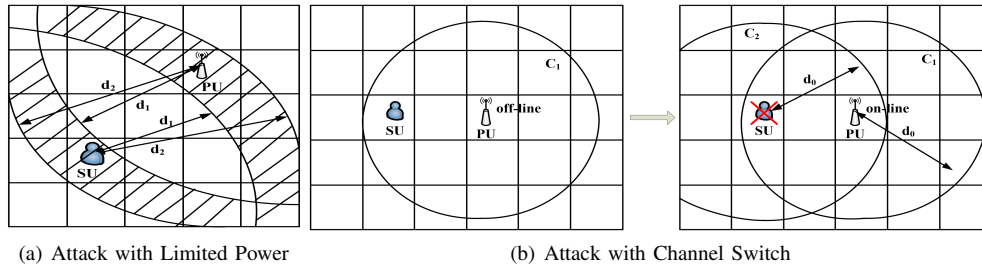 d₂
d₁
PU
d₁
d₂
SU
C₁
off-line
SU
PU
C₂
C₁
d₀
on-line
SU
PU
d₀
(a) Attack with Limited Power
(b) Attack with Channel Switch